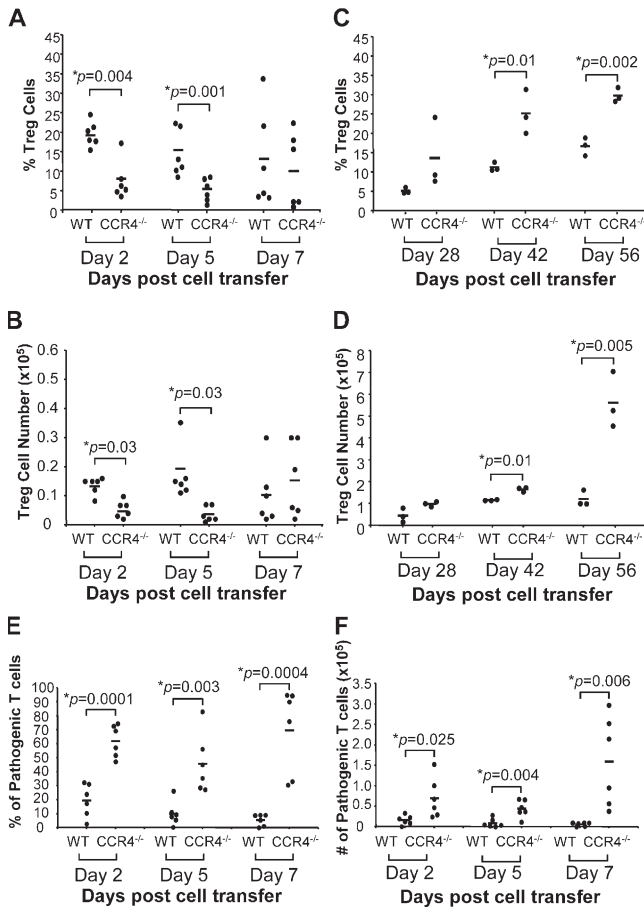 A
% Treg Cells
45
40
35
30
25
20
15
10
5
0
*p=0.004
*p=0.001
WT CCR4-/- WT CCR4-/- WT CCR4-/-
Day 2 Day 5 Day 7
Days post cell transfer
C
% Treg Cells
45
40
35
30
25
20
15
10
5
0
*p=0.01
*p=0.002
WT CCR4-/- WT CCR4-/- WT CCR4-/-
Day 28 Day 42 Day 56
Days post cell transfer
B
Treg Cell Number (x10⁵)
0.6
0.5
0.4
0.3
0.2
0.1
0
*p=0.03
*p=0.03
WT CCR4-/- WT CCR4-/- WT CCR4-/-
Day 2 Day 5 Day 7
Days post cell transfer
D
Treg Cell Number (x10⁵)
8
7
6
5
4
3
2
1
0
*p=0.01
*p=0.005
WT CCR4-/- WT CCR4-/- WT CCR4-/-
Day 28 Day 42 Day 56
Days post cell transfer
E
% of Pathogenic T cells
100
90
80
70
60
50
40
30
20
10
0
*p=0.0001
*p=0.003
*p=0.0004
WT CCR4-/- WT CCR4-/- WT CCR4-/-
Day 2 Day 5 Day 7
Days post cell transfer
F
# of Pathogenic T cells (x10⁵)
3.5
3.0
2.5
2.0
1.5
1.0
0.5
0
*p=0.025
*p=0.004
*p=0.006
WT CCR4-/- WT CCR4-/- WT CCR4-/-
Day 2 Day 5 Day 7
Days post cell transfer